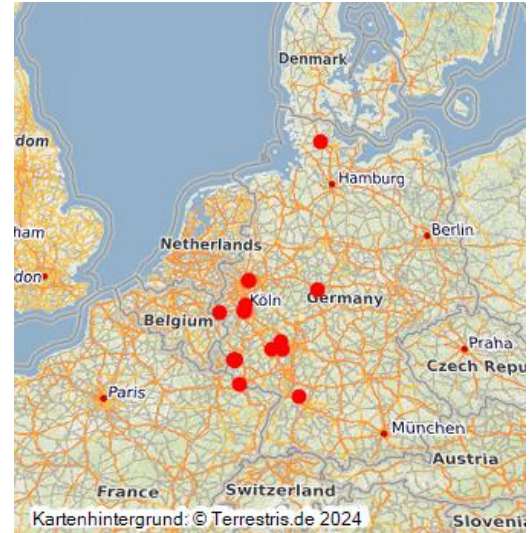 Denmark
dom
Hamburg
ham
Netherlands
Berlin
don
Köln
Germany
Belgium
Praha
Czech Repu
Paris
München
Austria
France
Switzerland
Sloveni
Kartenhintergrund: © Terrestris.de 2024